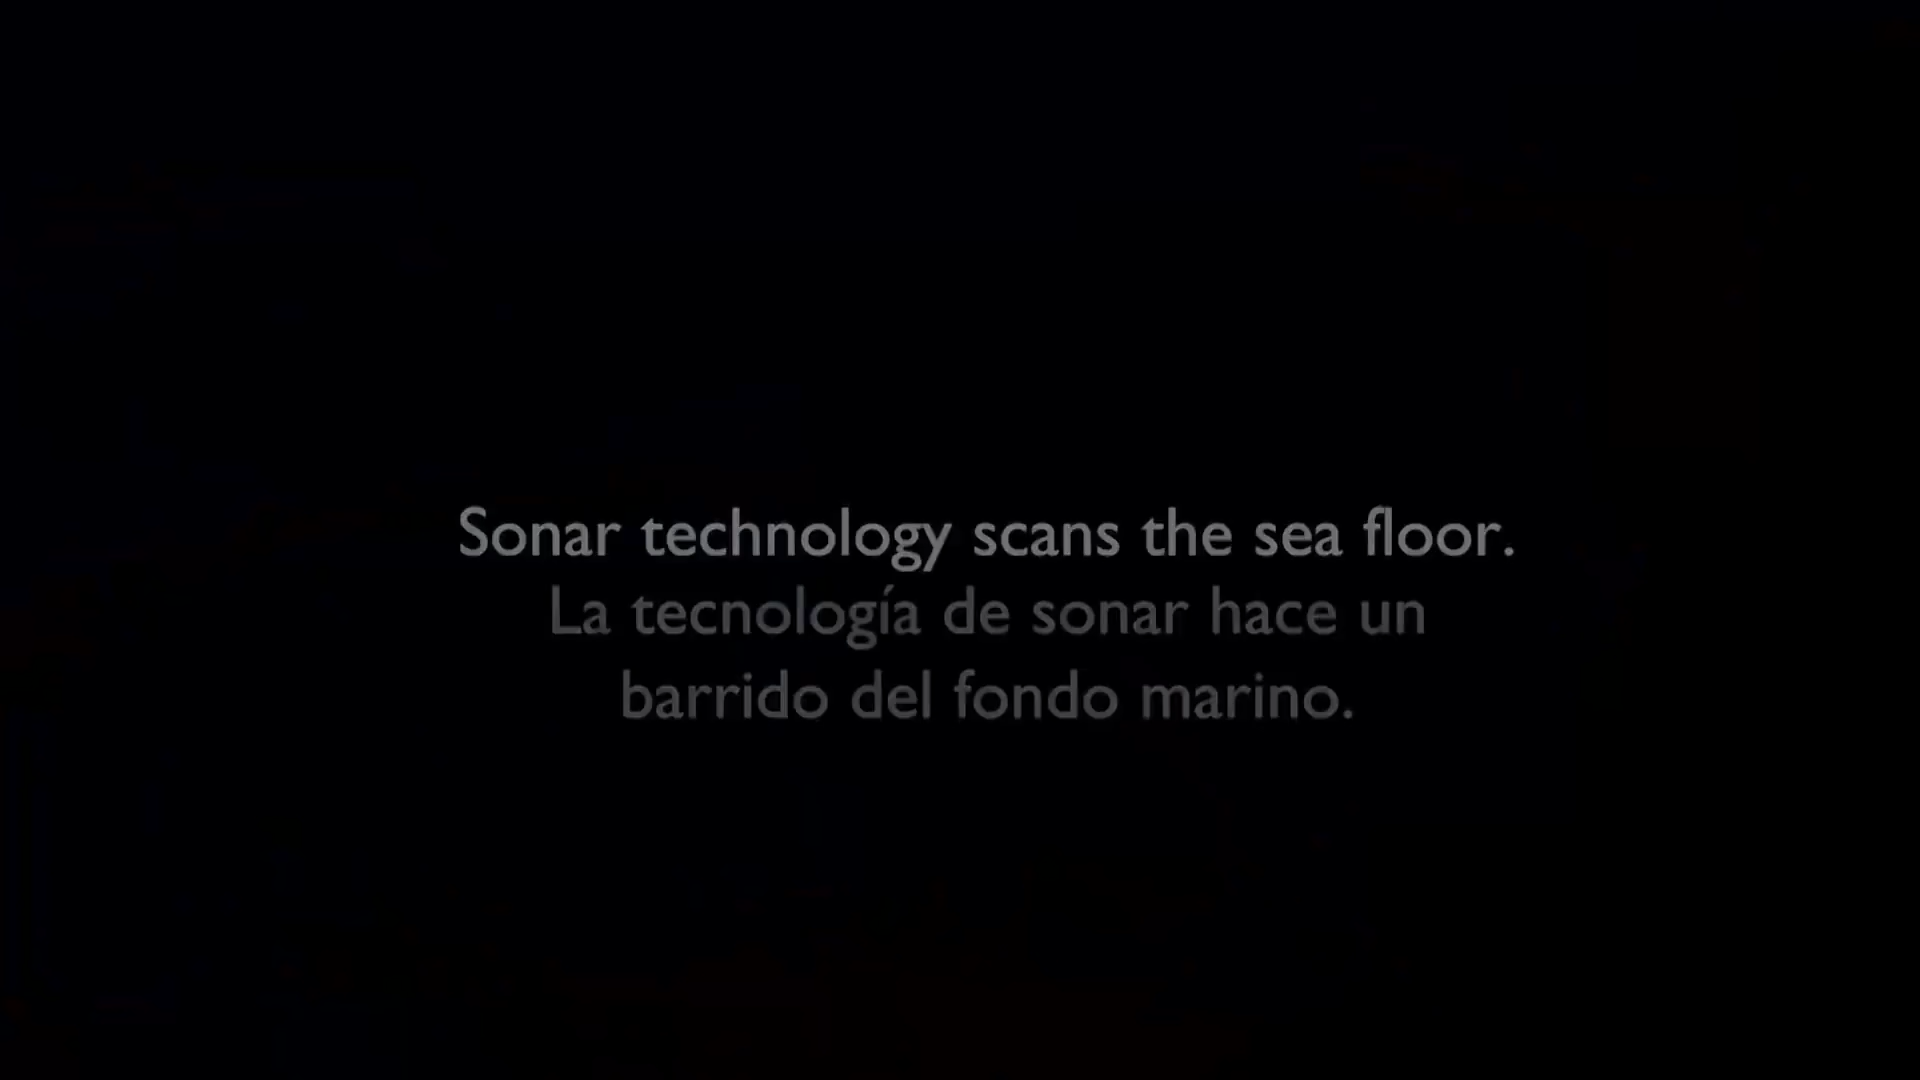 Sonar technology scans the sea floor.
La tecnología de sonar hace un
barrido del fondo marino.